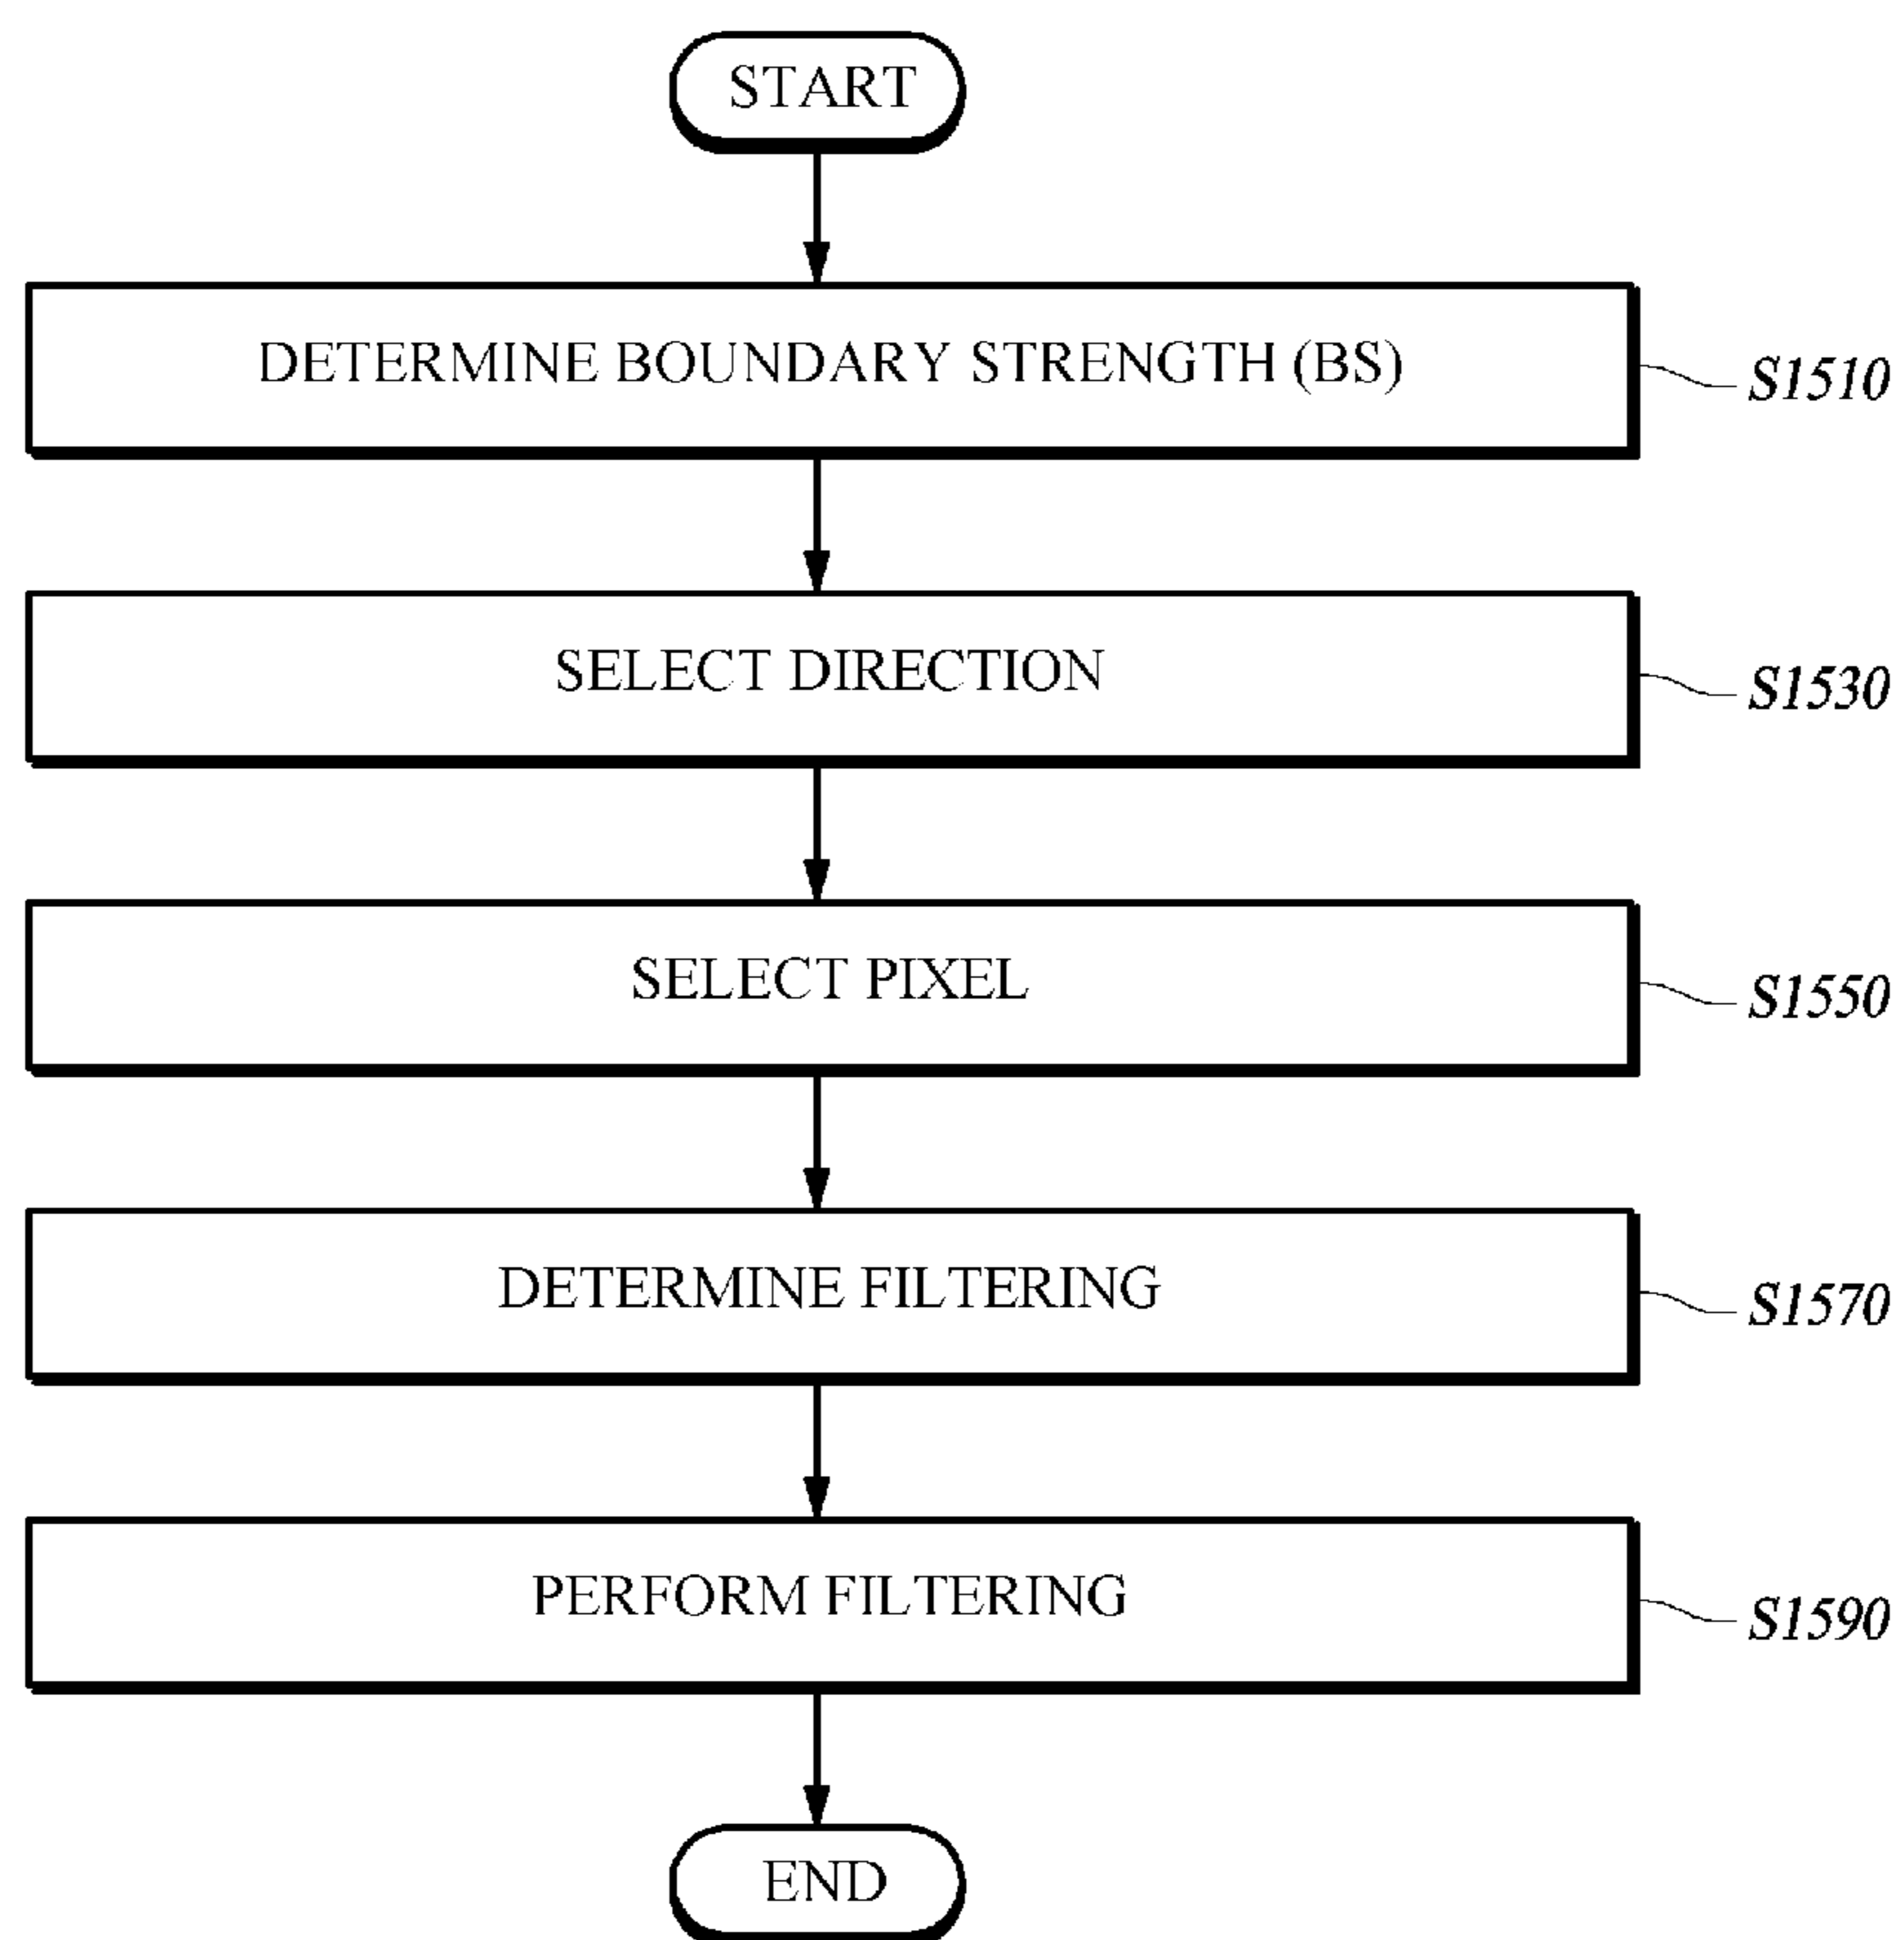 START
DETERMINE BOUNDARY STRENGTH (BS)
S1510
SELECT DIRECTION
S1530
SELECT PIXEL
S1550
DETERMINE FILTERING
S1570
PERFORM FILTERING
S1590
END